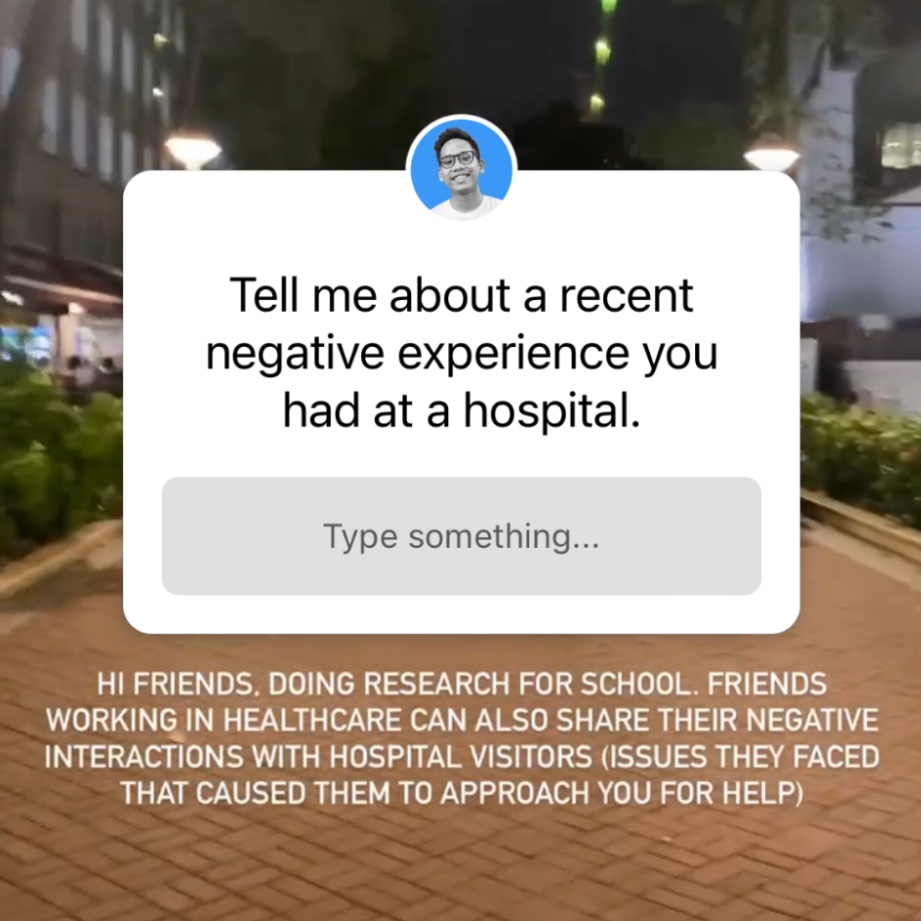 Tell me about a recent
negative experience you
had at a hospital.
Type something...
HI FRIENDS, DOING RESEARCH FOR SCHOOL. FRIENDS
WORKING IN HEALTHCARE CAN ALSO SHARE THEIR NEGATIVE
INTERACTIONS WITH HOSPITAL VISITORS (ISSUES THEY FACED
THAT CAUSED THEM TO APPROACH YOU FOR HELP)